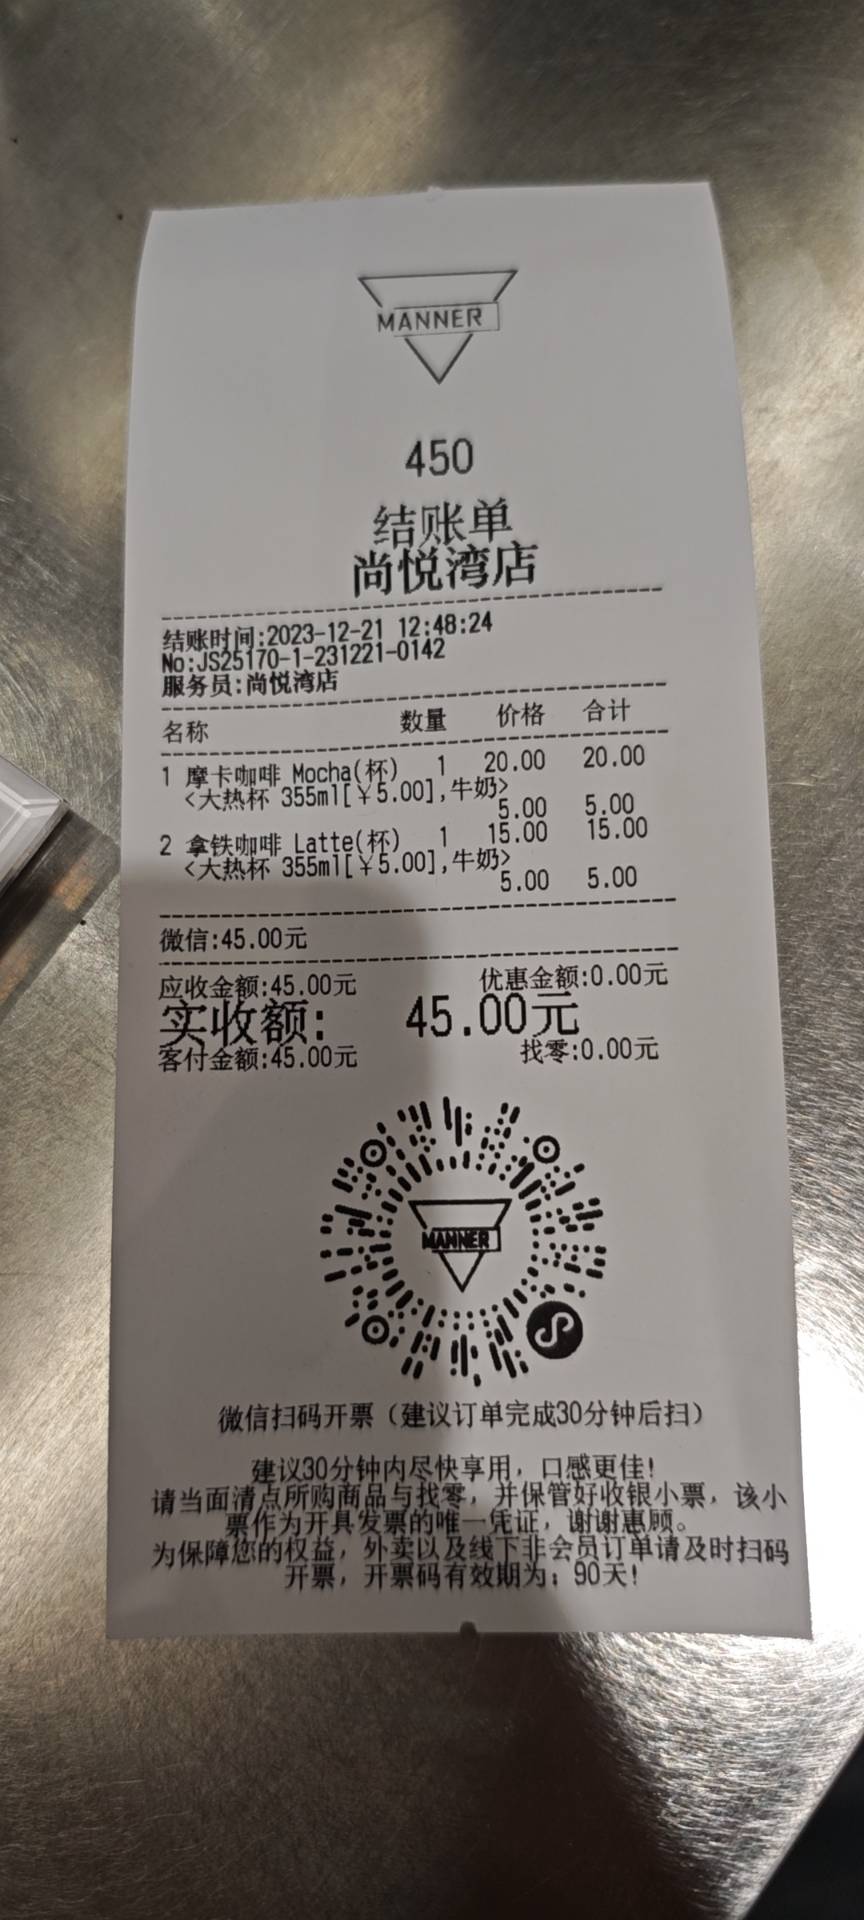 MANNER
450
结账单
尚悦湾店
结账时间:2023-12-21 12:48:24
No:JS25170-1-231221-0142
服务员:尚悦湾店
名称 数量 价格 合计
1 摩卡咖啡 Mocha(杯) 1 20.00 20.00
<大热杯 355ml[￥5.00],牛奶>
5.00 5.00
2 拿铁咖啡 Latte(杯) 1 15.00 15.00
<大热杯 355ml[￥5.00],牛奶>
5.00 5.00
微信:45.00元
应收金额:45.00元 优惠金额:0.00元
实收额: 45.00元
客付金额:45.00元 找零:0.00元
MANNER
微信扫码开票（建议订单完成30分钟后扫）
建议30分钟内尽快享用，口感更佳!
请当面清点所购商品与找零，并保管好收银小票，该小
票作为开具发票的唯一凭证，谢谢惠顾。
为保障您的权益，外卖以及线下非会员订单请及时扫码
开票，开票码有效期为：90天!